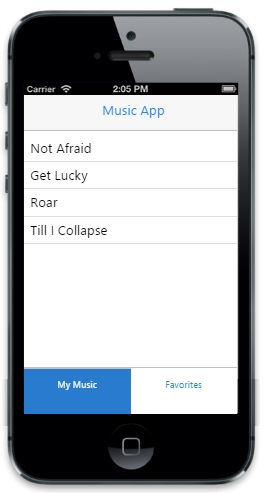 Carrier 2:05 PM
Music App
Not Afraid
Get Lucky
Roar
Till I Collapse
My Music Favorites